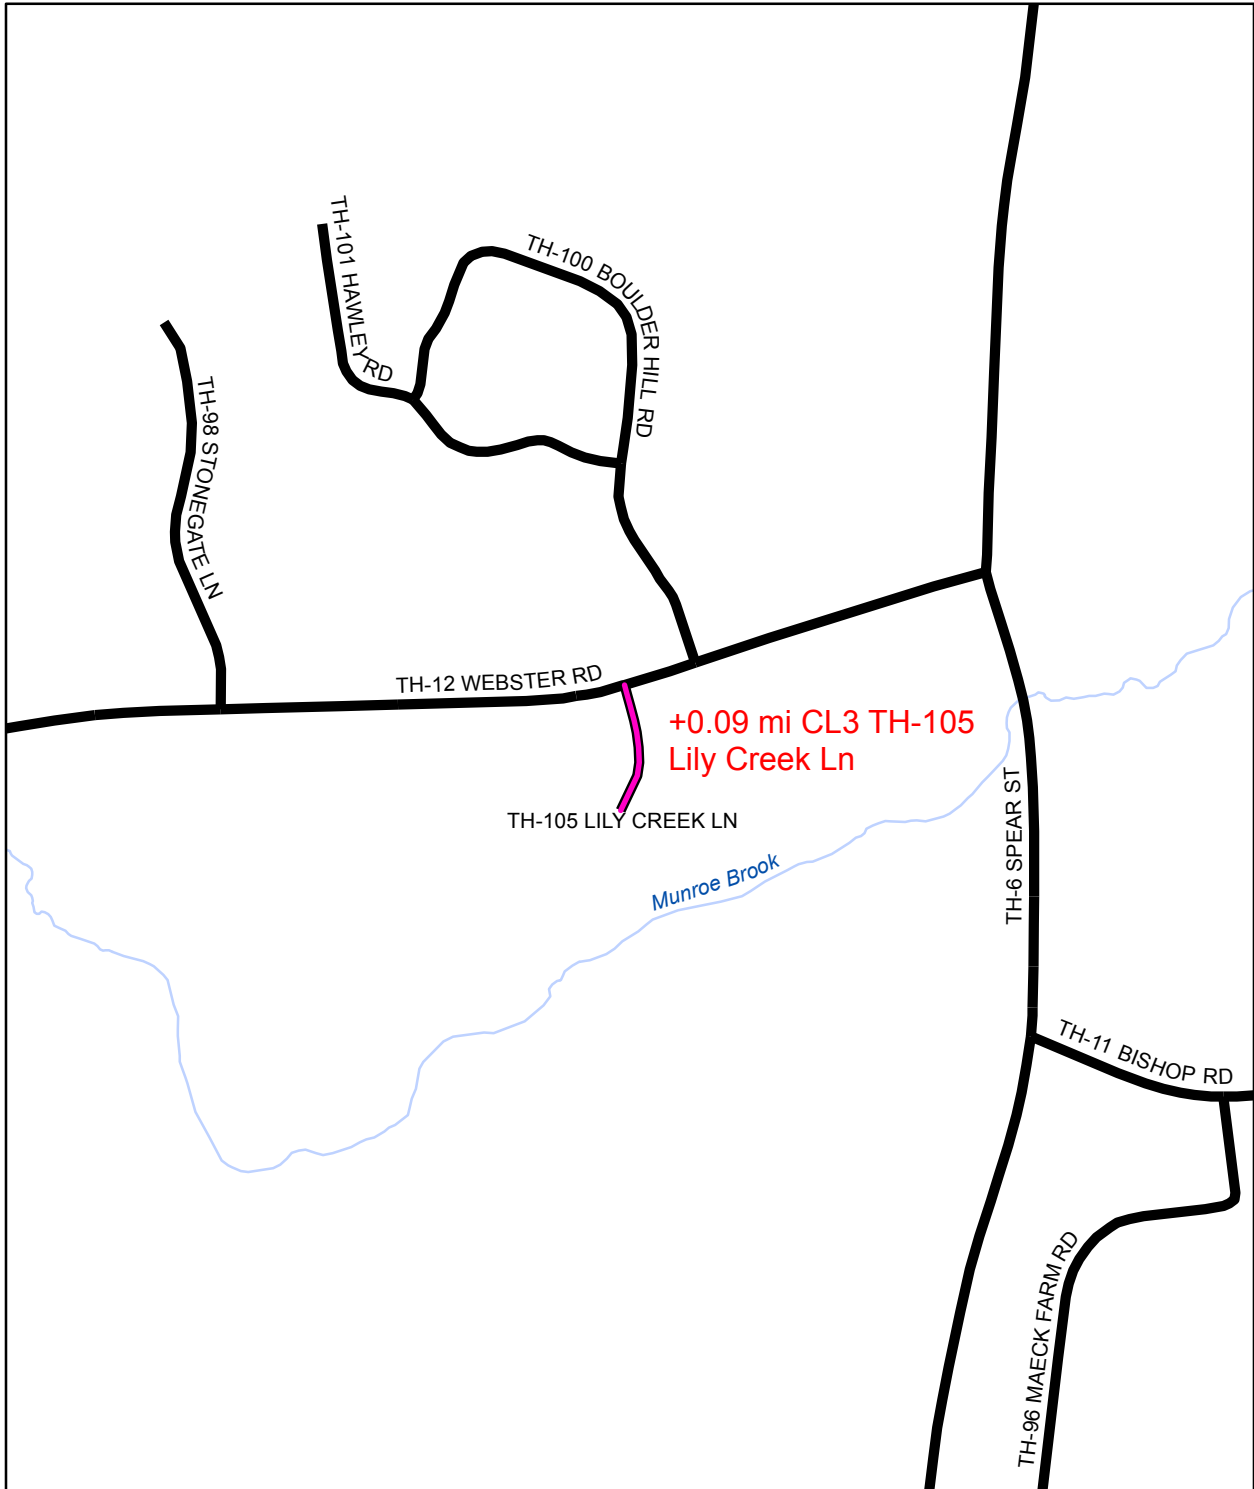 TH-101 HAWLEY RD
TH-100 BOULDER HILL RD
TH-98 STONEGATE LN
TH-12 WEBSTER RD
+0.09 mi CL3 TH-105
Lily Creek Ln
TH-105 LILY CREEK LN
Munroe Brook
TH-6 SPEAR ST
TH-11 BISHOP RD
TH-96 MAECK FARM RD